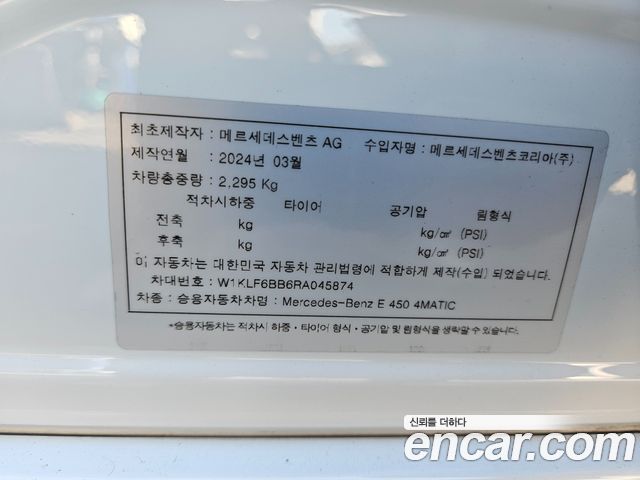 최초제작자 : 메르세데스벤츠 AG 수입자명 : 메르세데스벤츠코리아(주)
제작연월 : 2024년 03월
차량총중량 : 2,295 Kg
적차시하중 타이어 공기압 림형식
전축 kg kg/㎠ (PSI)
후축 kg kg/㎠ (PSI)
이 자동차는 대한민국 자동차 관리법령에 적합하게 제작(수입) 되었습니다.
차대번호 : W1KLF6BB6RA045874
차종 : 승용자동차차명 : Mercedes-Benz E 450 4MATIC
*승용자동차는 적차시 하중 · 타이어 형식 · 공기압 및 림형식을 생략할 수 있습니다.
신뢰를 더하다
encar.com